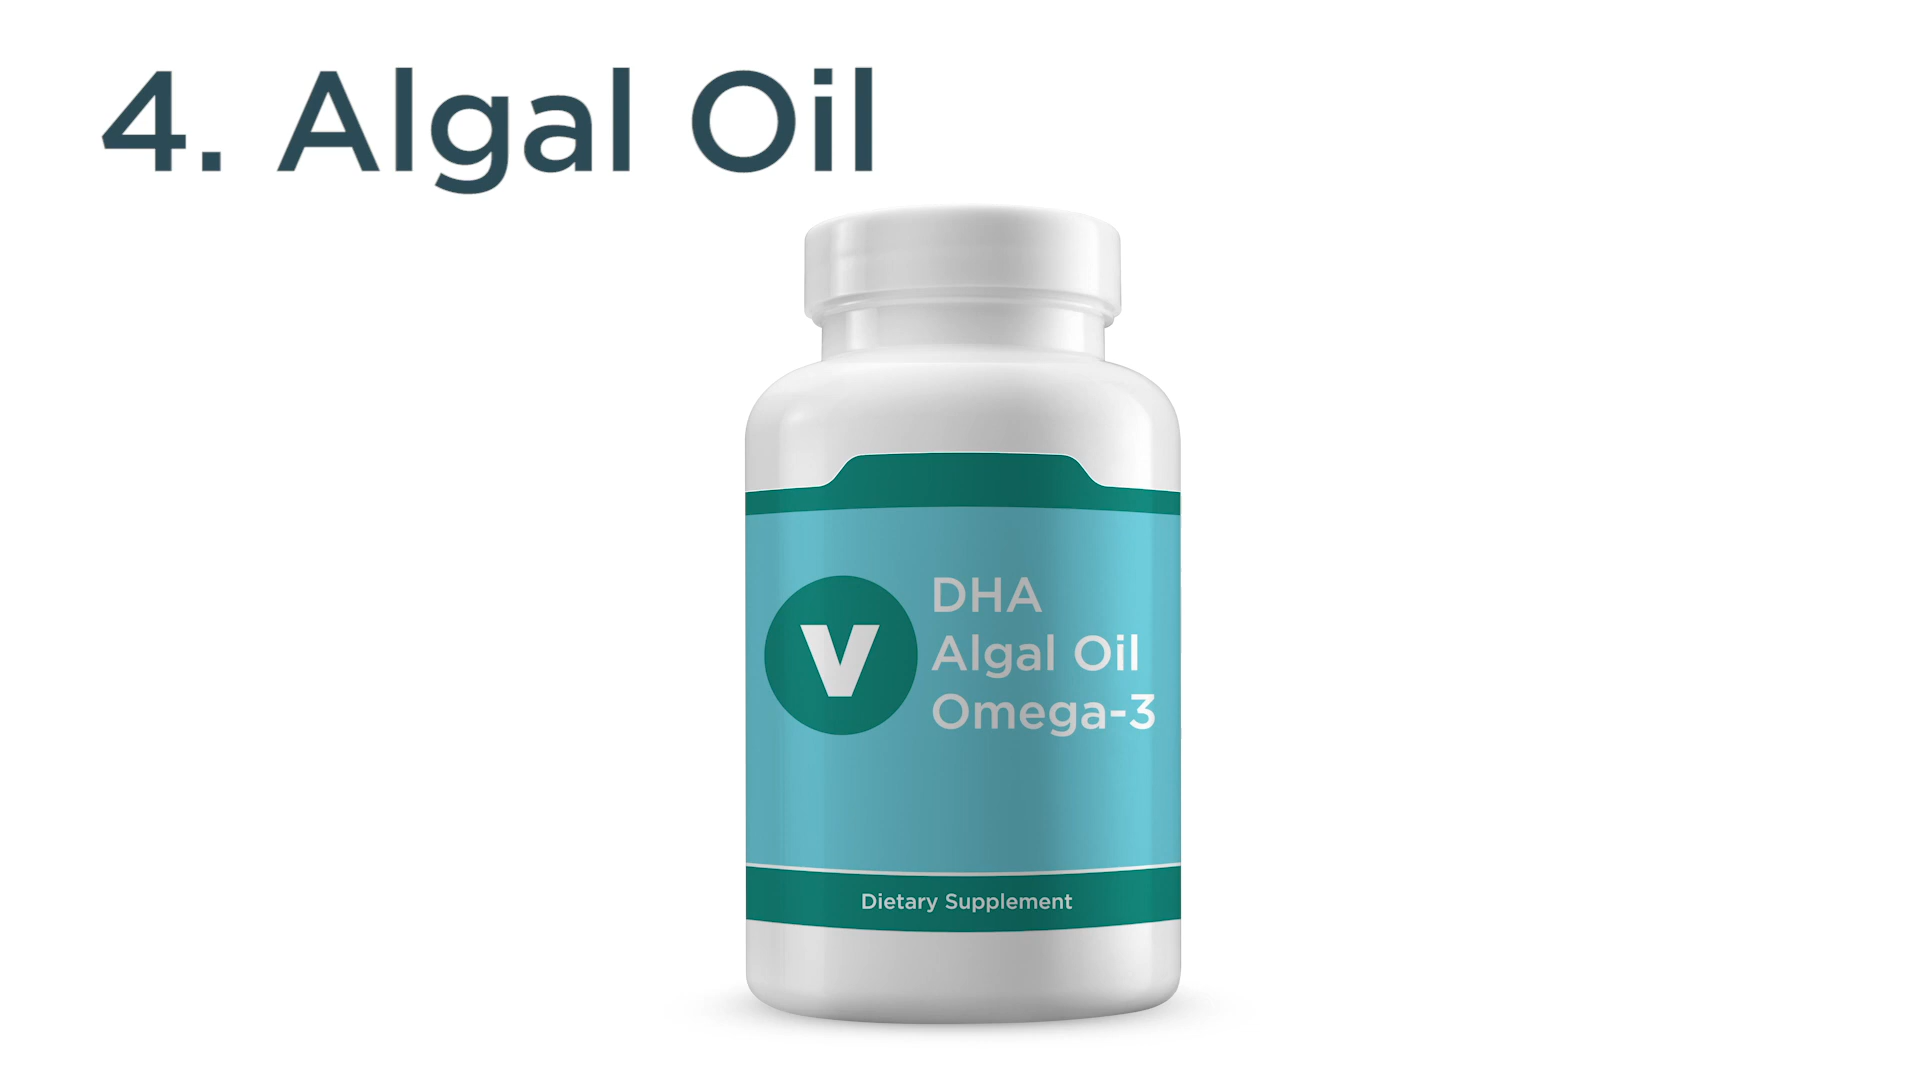 4. Algal Oil
V
DHA
Algal Oil
Omega-3
Dietary Supplement